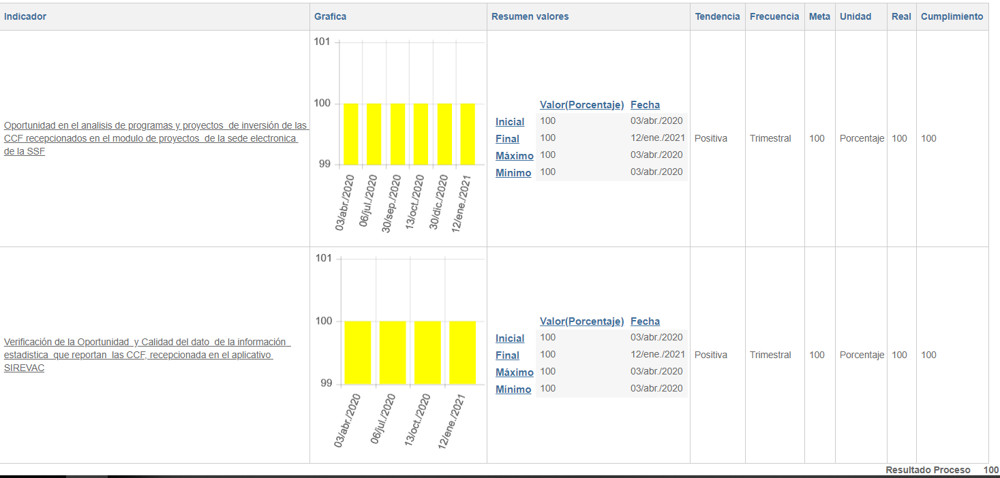 Indicador Grafica Resumen valores Tendencia Frecuencia Meta Unidad Real Cumplimiento
Oportunidad en el analisis de programas y proyectos de inversión de las
CCF recepcionados en el modulo de proyectos de la sede electronica
de la SSF
101
100
99
03/abr./2020 06/jul./2020 30/sep./2020 13/oct./2020 30/dic./2020 12/ene./2021
Valor(Porcentaje) Fecha
Inicial 100 03/abr./2020
Final 100 12/ene./2021
Máximo 100 03/abr./2020
Mínimo 100 03/abr./2020
Positiva Trimestral 100 Porcentaje 100 100
Verificación de la Oportunidad y Calidad del dato de la información
estadistica que reportan las CCF, recepcionada en el aplicativo
SIREVAC
101
100
99
03/abr./2020 06/jul./2020 13/oct./2020 12/ene./2021
Valor(Porcentaje) Fecha
Inicial 100 03/abr./2020
Final 100 12/ene./2021
Máximo 100 03/abr./2020
Mínimo 100 03/abr./2020
Positiva Trimestral 100 Porcentaje 100 100
Resultado Proceso 100